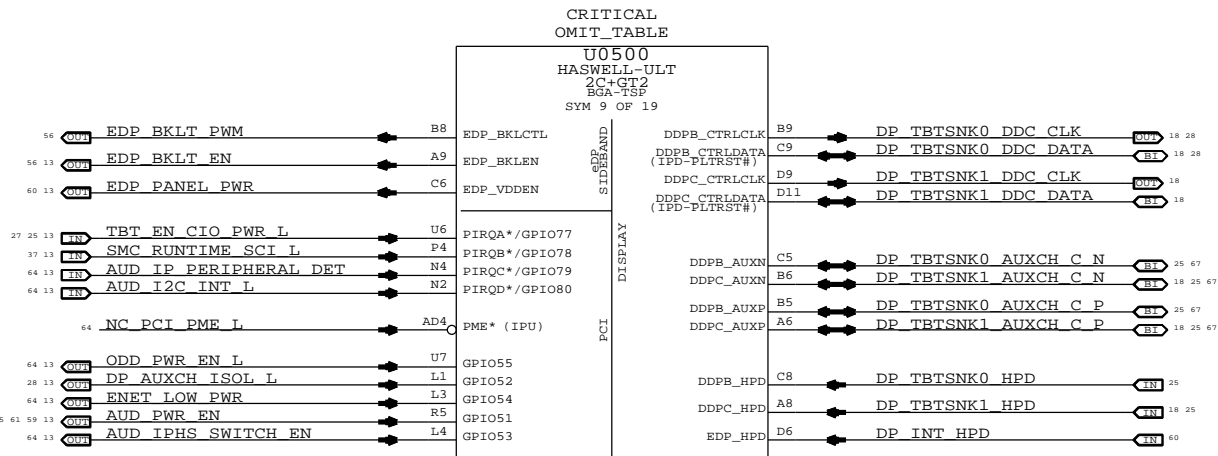 CRITICAL
OMIT_TABLE
U0500
HASWELL-ULT
2C+GT2
BGA-TSP
SYM 9 OF 19
56 OUT EDP_BKLT_PWM B8 EDP_BKLCTL
56 13 OUT EDP_BKLT_EN A9 EDP_BKLEN
60 13 OUT EDP_PANEL_PWR C6 EDP_VDDEN
eDP SIDEBAND
27 25 13 IN TBT_EN_CIO_PWR_L U6 PIRQA*/GPIO77
37 13 IN SMC_RUNTIME_SCI_L P4 PIRQB*/GPIO78
64 13 IN AUD_IP_PERIPHERAL_DET N4 PIRQC*/GPIO79
64 13 IN AUD_I2C_INT_L N2 PIRQD*/GPIO80
64 NC_PCI_PME_L AD4 PME* (IPU)
PCI
64 13 OUT ODD_PWR_EN_L U7 GPIO55
28 13 OUT DP_AUXCH_ISOL_L L1 GPIO52
64 13 OUT ENET_LOW_PWR L3 GPIO54
61 59 13 OUT AUD_PWR_EN R5 GPIO51
64 13 OUT AUD_IPHS_SWITCH_EN L4 GPIO53
DISPLAY
DDPB_CTRLCLK B9 DP_TBTSNK0_DDC_CLK OUT 18 28
DDPB_CTRLDATA C9 DP_TBTSNK0_DDC_DATA BI 18 28
(IPD-PLTRST#)
DDPC_CTRLCLK D9 DP_TBTSNK1_DDC_CLK OUT 18
DDPC_CTRLDATA D11 DP_TBTSNK1_DDC_DATA BI 18
(IPD-PLTRST#)
DDPB_AUXN C5 DP_TBTSNK0_AUXCH_C_N BI 25 67
DDPC_AUXN B6 DP_TBTSNK1_AUXCH_C_N BI 18 25 67
DDPB_AUXP B5 DP_TBTSNK0_AUXCH_C_P BI 25 67
DDPC_AUXP A6 DP_TBTSNK1_AUXCH_C_P BI 18 25 67
DDPB_HPD C8 DP_TBTSNK0_HPD IN 25
DDPC_HPD A8 DP_TBTSNK1_HPD IN 18 25
EDP_HPD D6 DP_INT_HPD IN 60